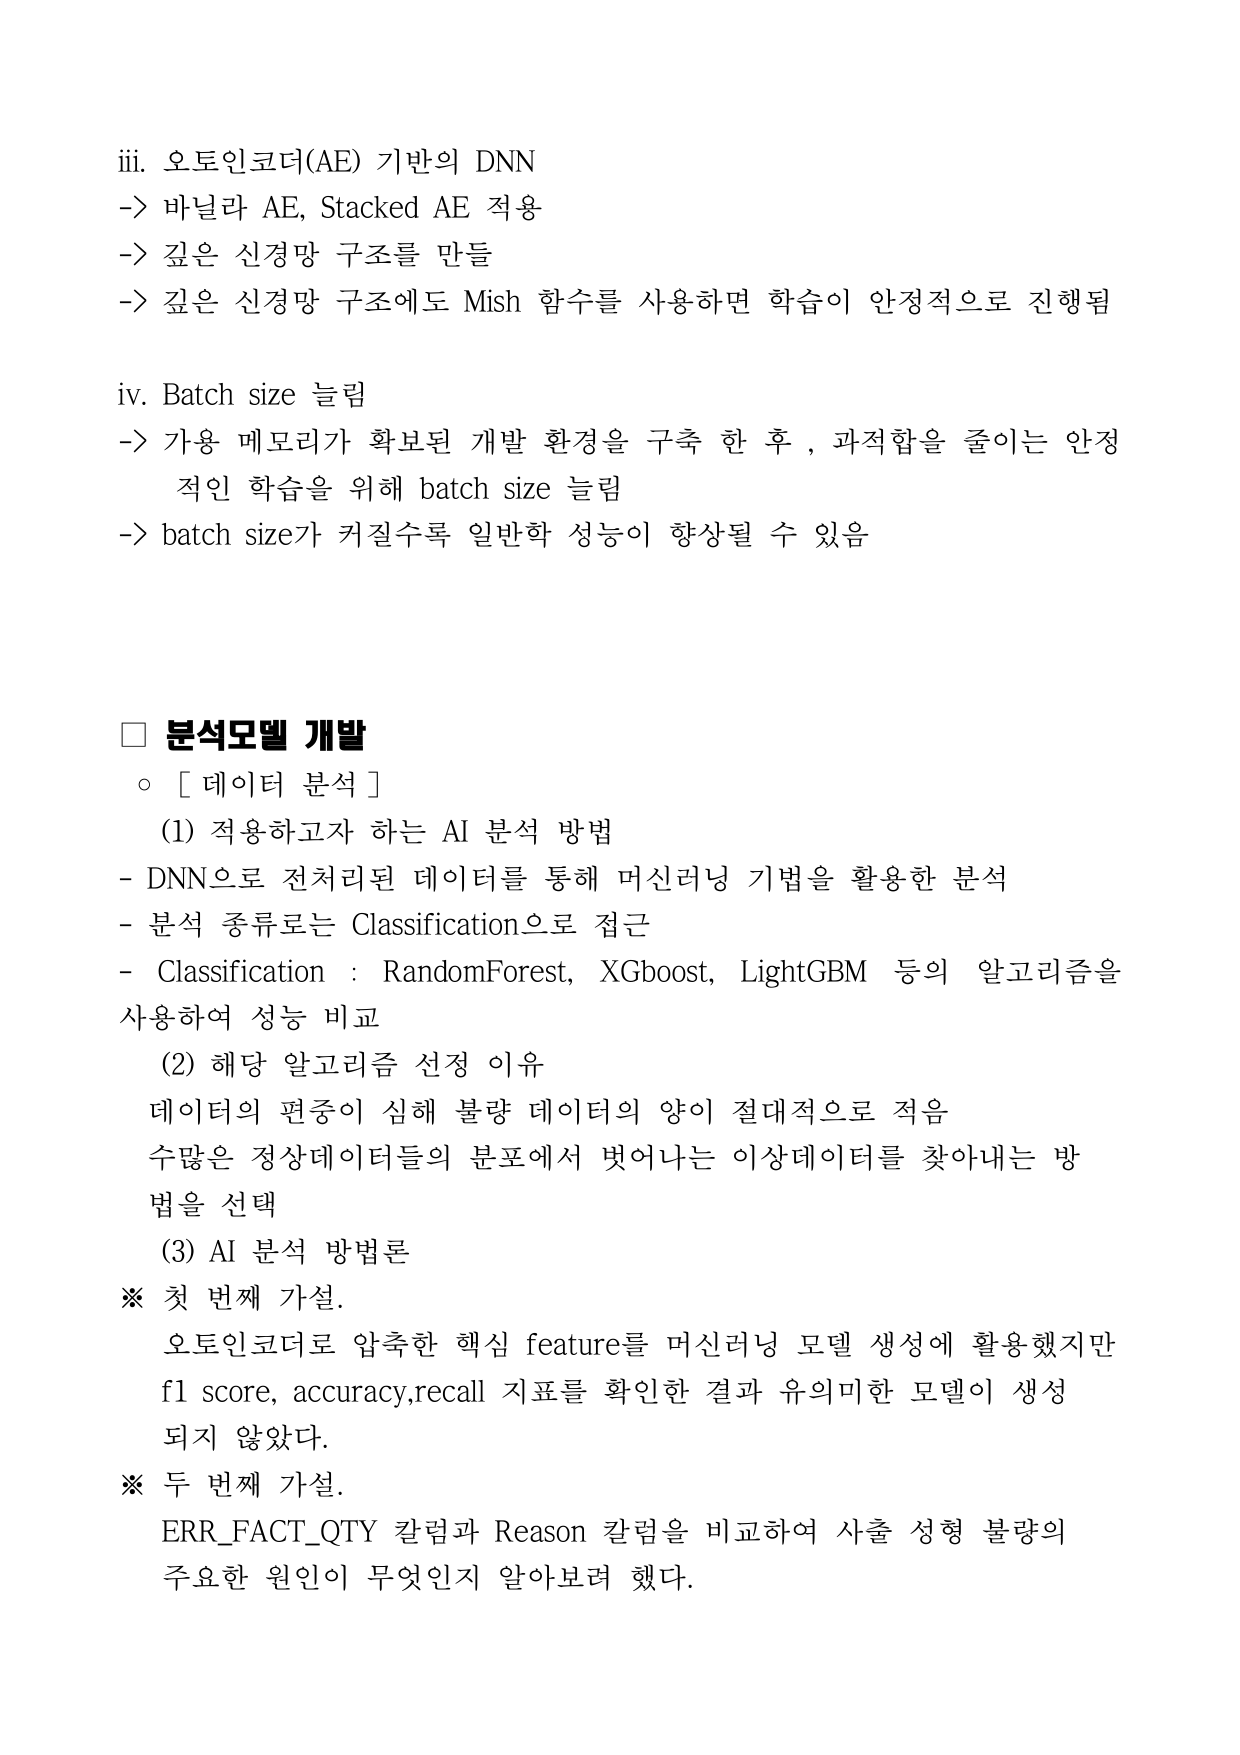 iii. 오토인코더(AE) 기반의 DNN
-> 바닐라 AE, Stacked AE 적용
-> 깊은 신경망 구조를 만들
-> 깊은 신경망 구조에도 Mish 함수를 사용하면 학습이 안정적으로 진행됨
iv. Batch size 늘림
-> 가용 메모리가 확보된 개발 환경을 구축 한 후 , 과적합을 줄이는 안정
적인 학습을 위해 batch size 늘림
-> batch size가 커질수록 일반학 성능이 향상될 수 있음
□ 분석모델 개발
○ [ 데이터 분석 ]
(1) 적용하고자 하는 AI 분석 방법
- DNN으로 전처리된 데이터를 통해 머신러닝 기법을 활용한 분석
- 분석 종류로는 Classification으로 접근
- Classification : RandomForest, XGboost, LightGBM 등의 알고리즘을
사용하여 성능 비교
(2) 해당 알고리즘 선정 이유
데이터의 편중이 심해 불량 데이터의 양이 절대적으로 적음
수많은 정상데이터들의 분포에서 벗어나는 이상데이터를 찾아내는 방
법을 선택
(3) AI 분석 방법론
※ 첫 번째 가설.
오토인코더로 압축한 핵심 feature를 머신러닝 모델 생성에 활용했지만
f1 score, accuracy,recall 지표를 확인한 결과 유의미한 모델이 생성
되지 않았다.
※ 두 번째 가설.
ERR_FACT_QTY 칼럼과 Reason 칼럼을 비교하여 사출 성형 불량의
주요한 원인이 무엇인지 알아보려 했다.